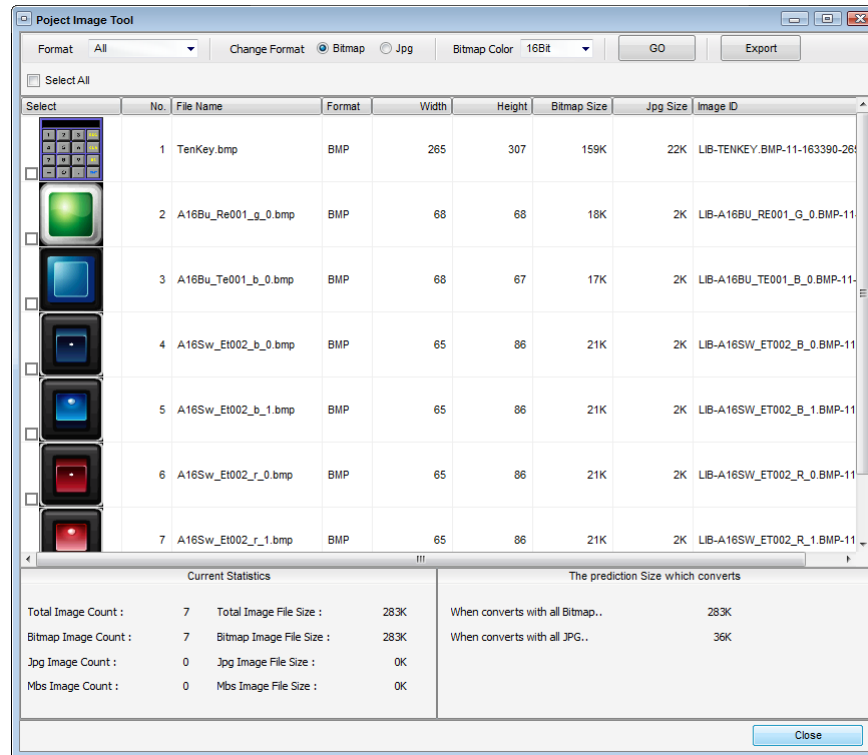 Poject Image Tool
Format All Change Format Bitmap Jpg Bitmap Color 16Bit GO Export
Select All
Select No. File Name Format Width Height Bitmap Size Jpg Size Image ID
1 TenKey.bmp BMP 265 307 159K 22K LIB-TENKEY.BMP-11-163390-265
2 A16Bu_Re001_g_0.bmp BMP 68 68 18K 2K LIB-A16BU_RE001_G_0.BMP-11-
3 A16Bu_Te001_b_0.bmp BMP 68 67 17K 2K LIB-A16BU_TE001_B_0.BMP-11-
4 A16Sw_Et002_b_0.bmp BMP 65 86 21K 2K LIB-A16SW_ET002_B_0.BMP-11
5 A16Sw_Et002_b_1.bmp BMP 65 86 21K 2K LIB-A16SW_ET002_B_1.BMP-11
6 A16Sw_Et002_r_0.bmp BMP 65 86 21K 2K LIB-A16SW_ET002_R_0.BMP-11
7 A16Sw_Et002_r_1.bmp BMP 65 86 21K 2K LIB-A16SW_ET002_R_1.BMP-11
Current Statistics The prediction Size which converts
Total Image Count : 7 Total Image File Size : 283K When converts with all Bitmap.. 283K
Bitmap Image Count : 7 Bitmap Image File Size : 283K When converts with all JPG.. 36K
Jpg Image Count : 0 Jpg Image File Size : 0K
Mbs Image Count : 0 Mbs Image File Size : 0K
Close